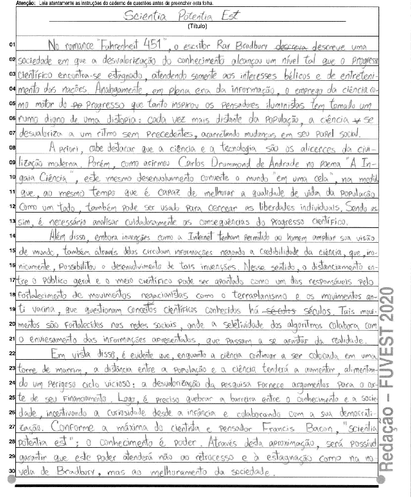 Atenção: Leia atentamente as instruções do caderno de questões antes de preencher esta folha.
Scientia Potentia Est
(Título)
01 No romance "Fahrenheit 451", o escritor Ray Bradbury descreve uma
02 sociedade em que a desvalorização do conhecimento alcançou um nível tal que o progresso
03 científico encontra-se estagnado, atendendo somente aos interesses bélicos e de entreteni-
04 mento das nações. Analogamente, em plena era da informação, o emprego da ciência co-
05 mo motor do progresso que tanto inspirou os pensadores iluministas tem tomado um
06 rumo digno de uma distopia: cada vez mais distante da população, a ciência se
07 desvaloriza a um ritmo sem precedentes, acarretando mudanças em seu papel social.
08 A priori, cabe destacar que a ciência e a tecnologia são os alicerces da civi-
09 lização moderna. Porém, como afirmou Carlos Drummond de Andrade no poema "A In-
10 gaia Ciência", este mesmo desenvolvimento converte o mundo "em uma cela", na medida
11 que, ao mesmo tempo que é capaz de melhorar a qualidade de vida da população
12 como um todo, também pode ser usado para cercear as liberdades individuais. Sendo as-
13 sim, é necessário analisar cuidadosamente as consequências do progresso científico.
14 Além disso, embora invenções como a Internet tenham permitido ao homem ampliar sua visão
15 de mundo, também através delas circulam informações negando a credibilidade da ciência, que, iro-
16 nicamente, possibilitou o desenvolvimento de tais invenções. Nesse sentido, o distanciamento en-
17 tre o público geral e o meio científico pode ser apontado como um dos responsáveis pelo
18 fortalecimento de movimentos negacionistas como o terraplanismo e os movimentos an-
19 ti vacina, que questionam conceitos científicos conhecidos há séculos. Tais movi-
20 mentos são fortalecidos nas redes sociais, onde a seletividade dos algoritmos colabora com
21 o enviesamento das informações apresentadas, que passam a se apartar da realidade.
22 Em vista disso, é evidente que, enquanto a ciência continuar a ser colocada em uma
23 torre de marfim, a distância entre a população e a ciência tenderá a aumentar, alimentan-
24 do um perigoso ciclo vicioso: a desvalorização da pesquisa fornece argumentos para o cor-
25 te de seu financiamento. Logo, é preciso quebrar a barreira entre o conhecimento e a socie-
26 dade, incentivando a curiosidade desde a infância e colaborando com a sua democrati-
27 zação. Conforme a máxima do cientista e pensador Francis Bacon, "scientia
28 potentia est": o conhecimento é poder. Através desta aproximação, será possível
29 garantir que este poder atenderá não ao retrocesso e à estagnação como na no-
30 vela de Bradbury, mas ao melhoramento da sociedade.
Redação - FUVEST 2020